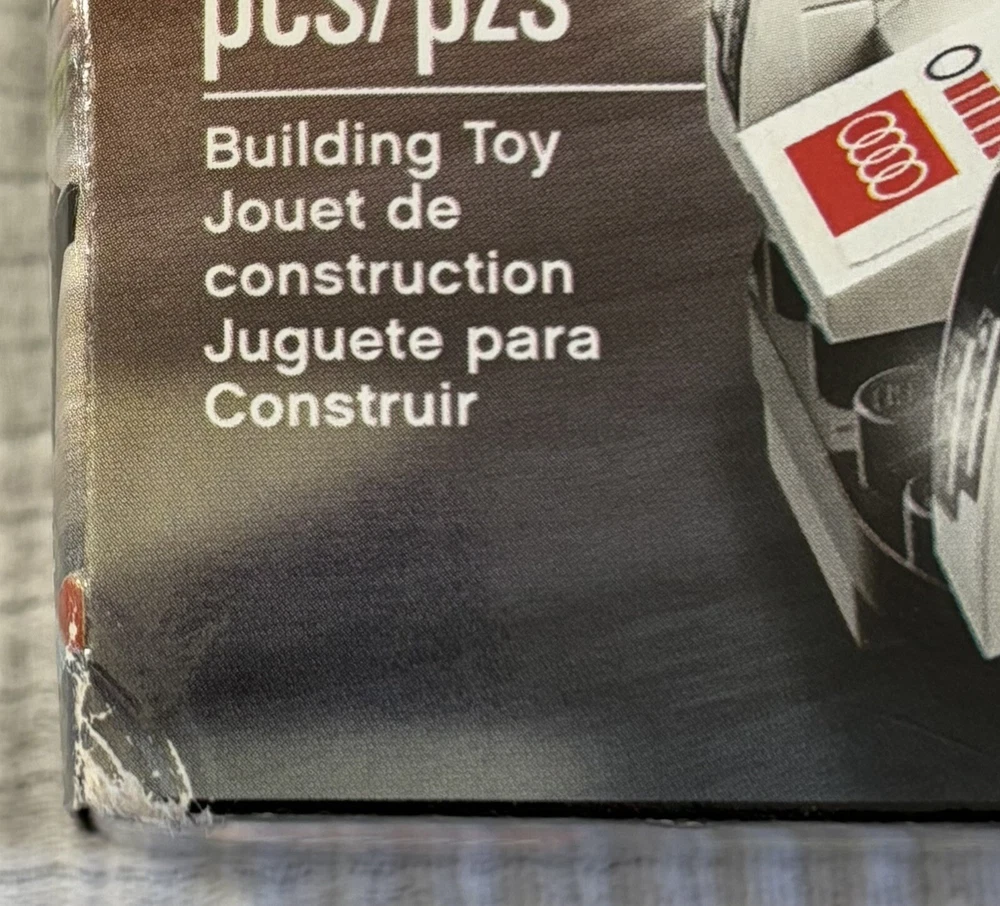 pcs/pzs
Building Toy
Jouet de
construction
Juguete para
Construir